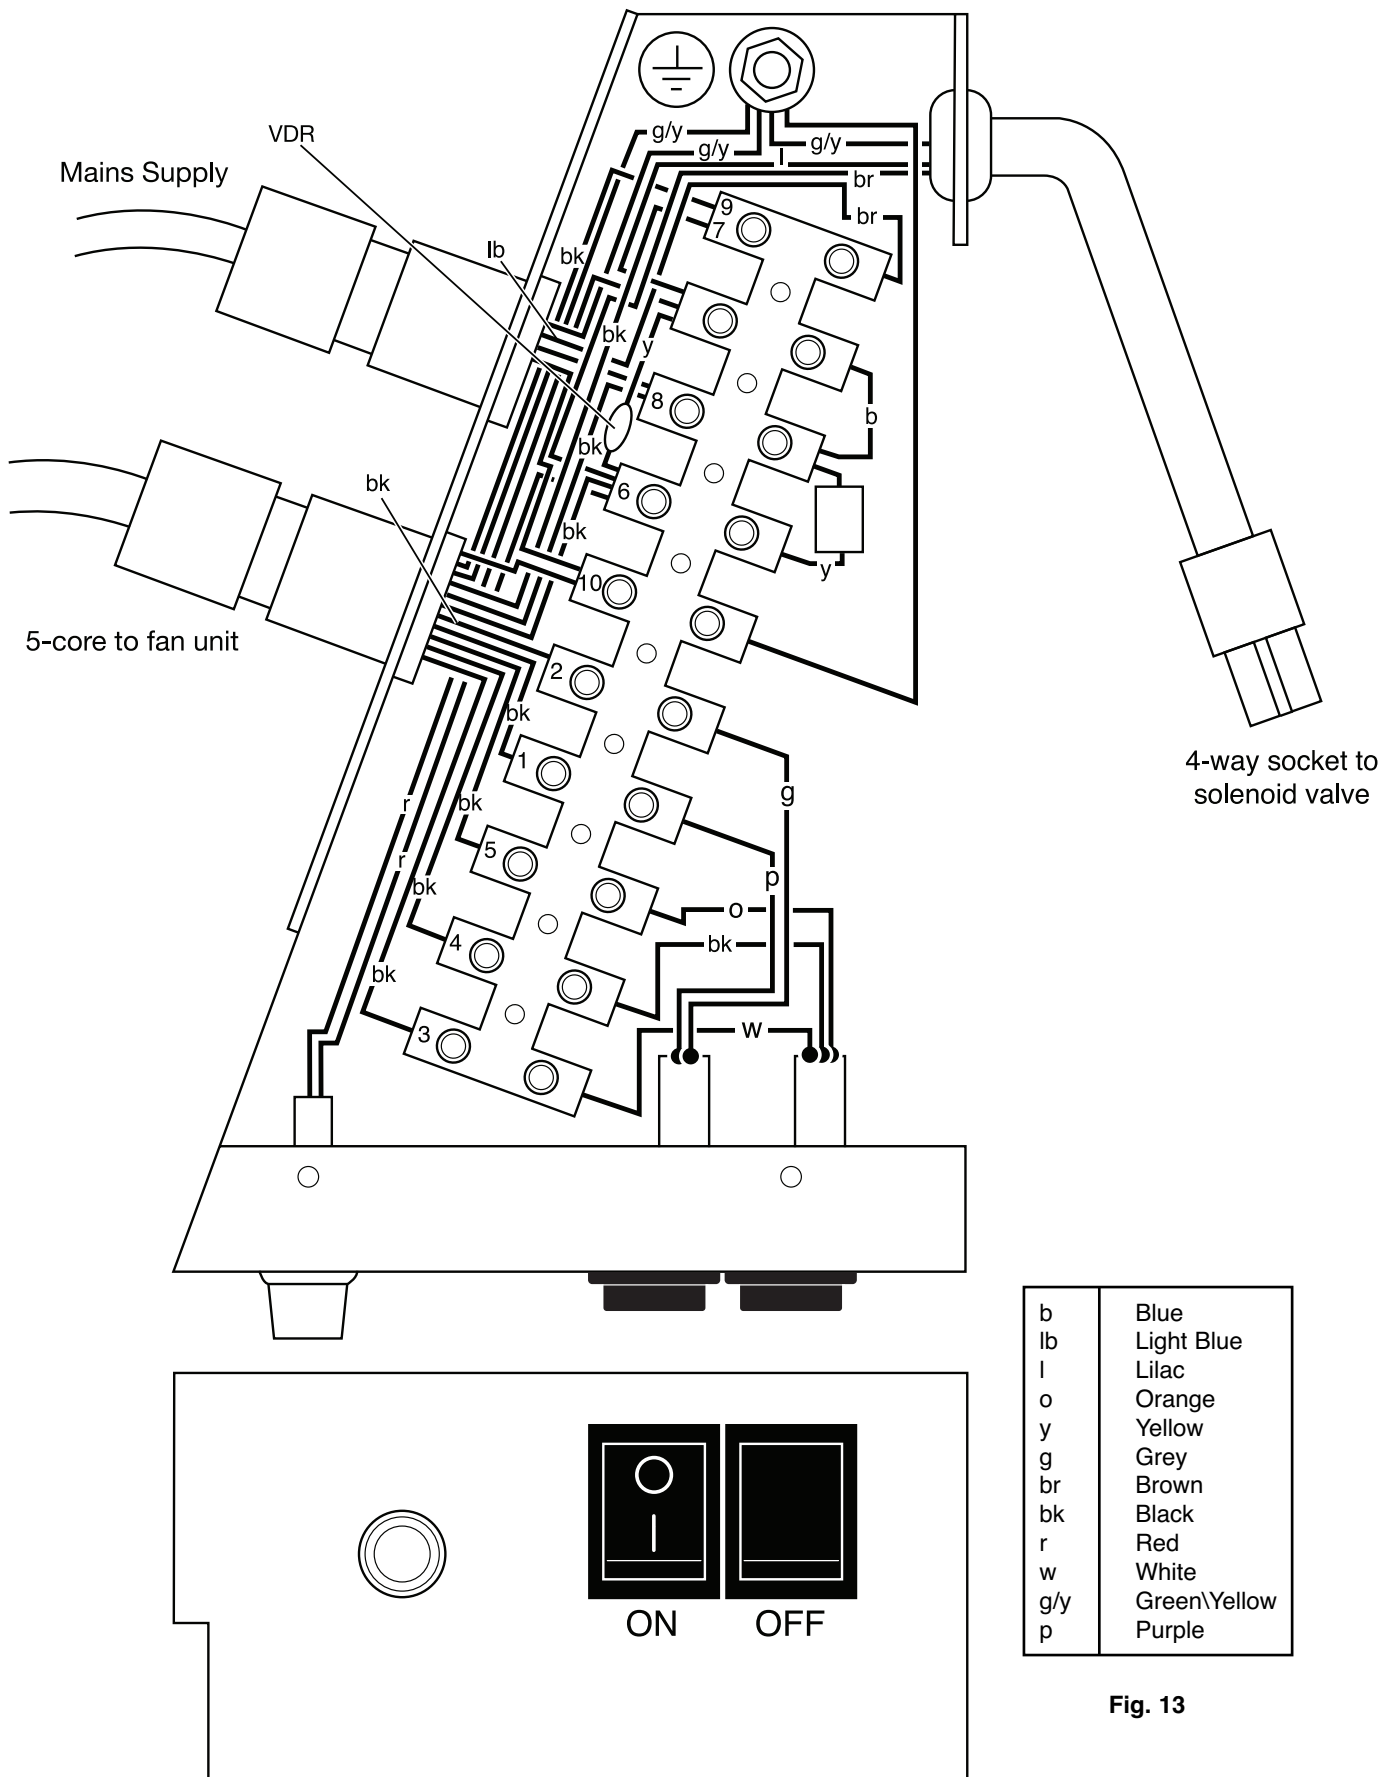 VDR
Mains Supply
g/y
g/y
l
g/y
br
br
9
7
lb
bk
bk
y
8
b
bk
6
bk
bk
10
y
5-core to fan unit
2
bk
1
g
4-way socket to
solenoid valve
r
bk
5
r
bk
p
o
4
bk
bk
3
w
b Blue
lb Light Blue
l Lilac
o Orange
y Yellow
g Grey
br Brown
bk Black
r Red
w White
g/y Green\Yellow
p Purple
ON OFF
Fig. 13